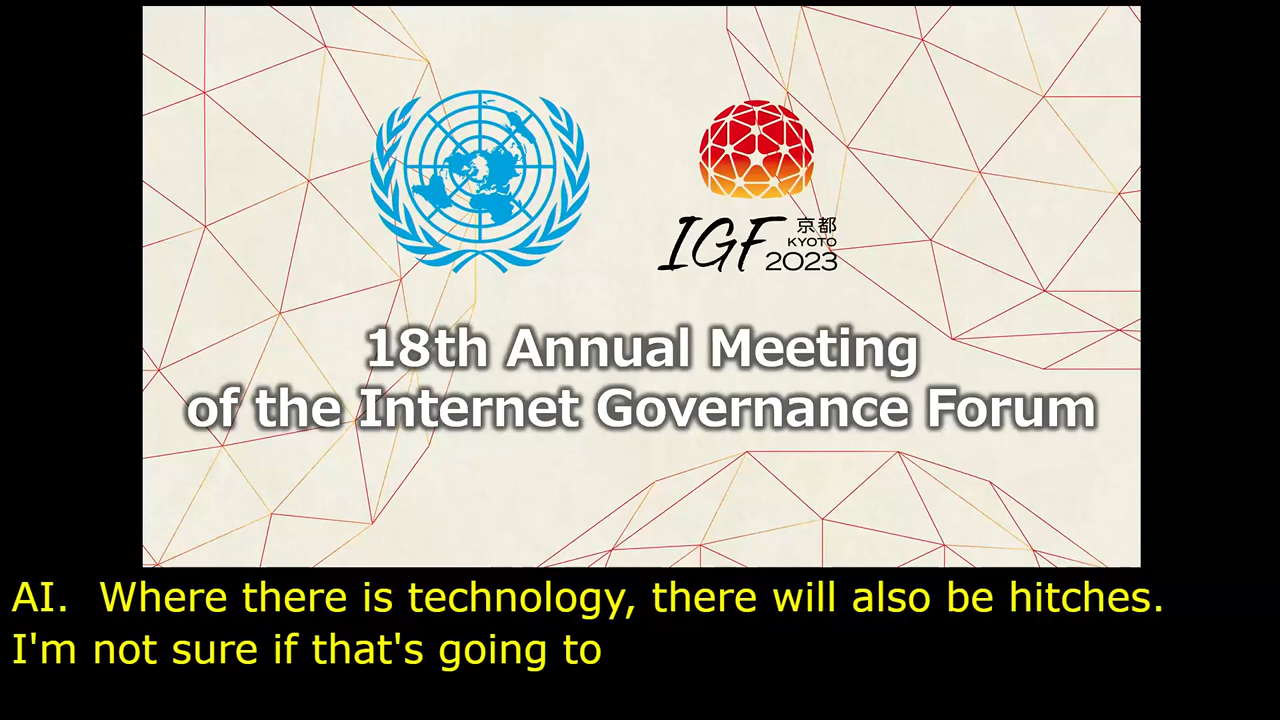 IGF 京都
KYOTO
2023
18th Annual Meeting
of the Internet Governance Forum
AI.  Where there is technology, there will also be hitches.
I'm not sure if that's going to